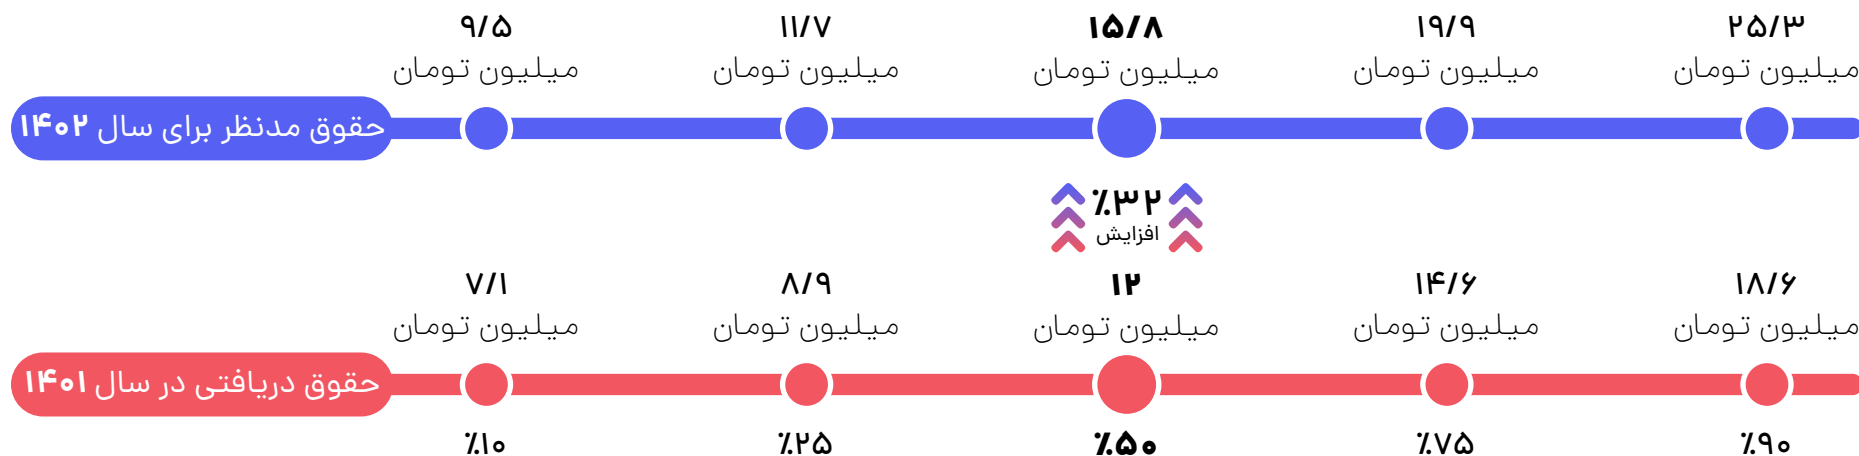 ۹/۵ ۱۱/۷ ۱۵/۸ ۱۹/۹ ۲۵/۳
میلیون تومان میلیون تومان میلیون تومان میلیون تومان میلیون تومان
حقوق مدنظر برای سال ۱۴۰۲
٪۳۲
افزایش
۷/۱ ۸/۹ ۱۲ ۱۴/۶ ۱۸/۶
میلیون تومان میلیون تومان میلیون تومان میلیون تومان میلیون تومان
حقوق دریافتی در سال ۱۴۰۱
٪۱۰ ٪۲۵ ٪۵۰ ٪۷۵ ٪۹۰